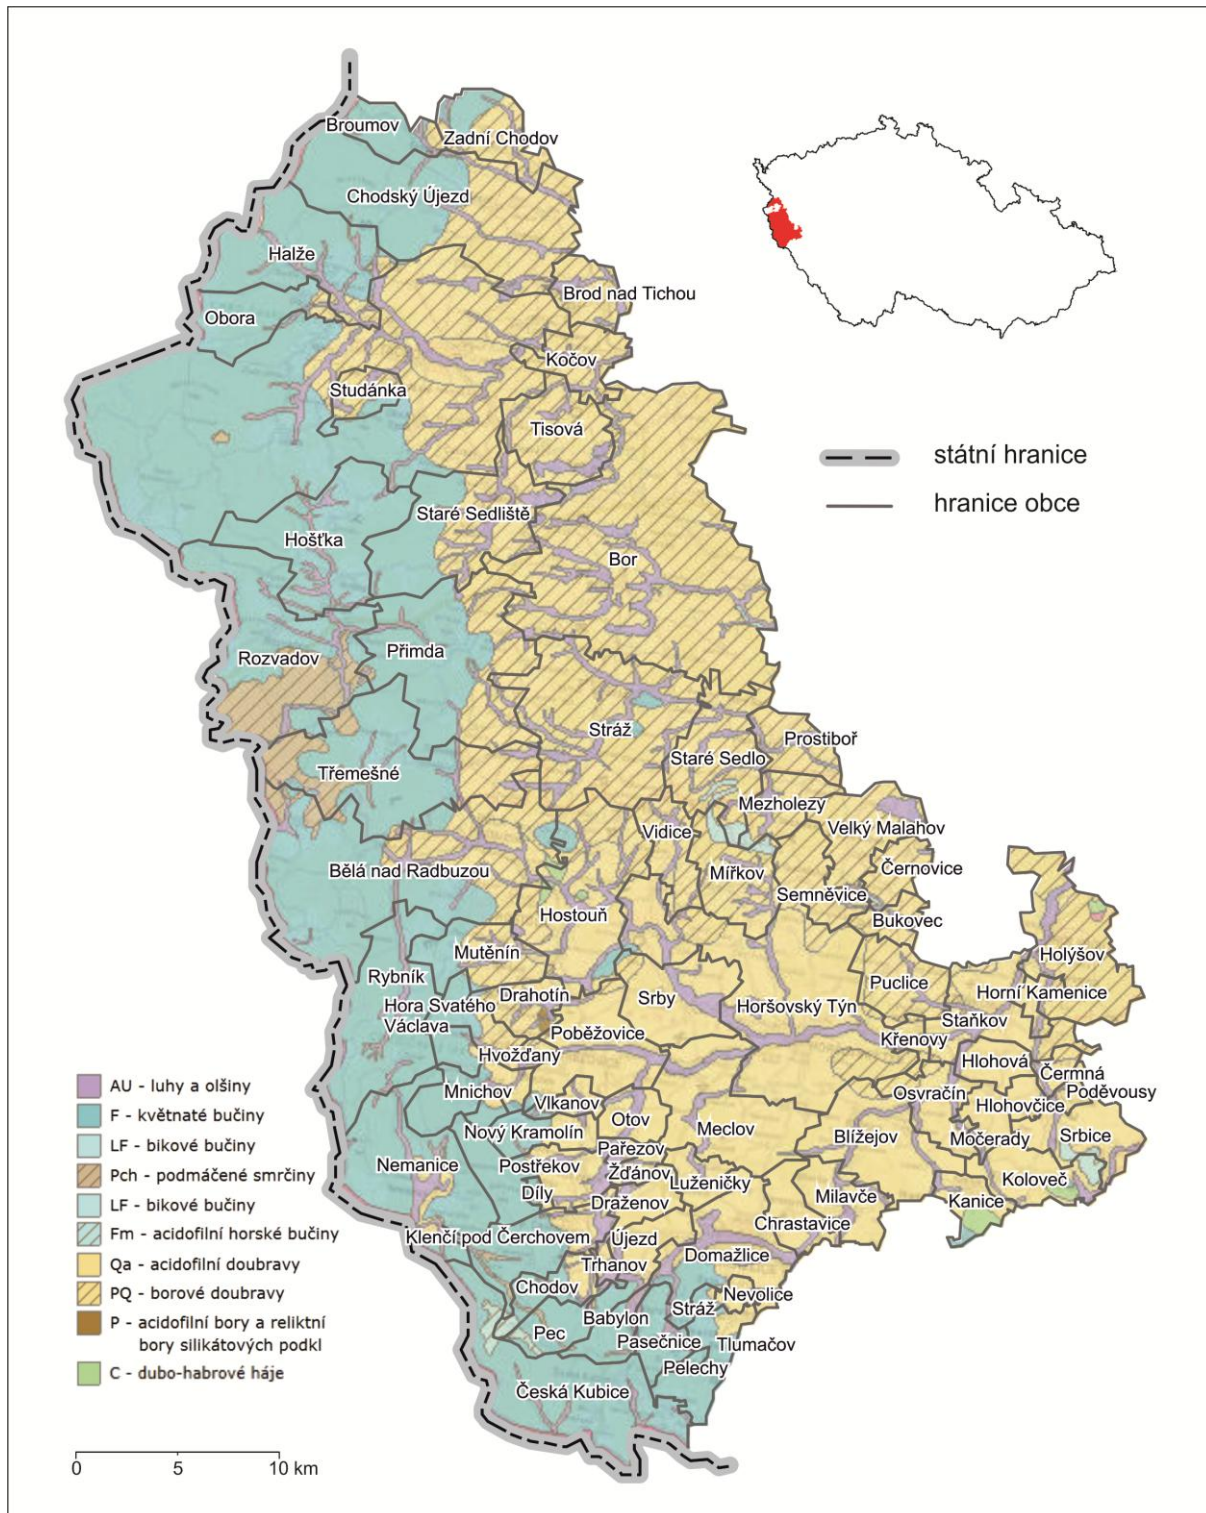 Broumov
Zadní Chodov
Chodský Újezd
Halže
Brod nad Tichou
Obora
Kočov
Studánka
Tisová
státní hranice
hranice obce
Staré Sedliště
Hošťka
Bor
Přimda
Rozvadov
Stráž
Prostiboř
Staré Sedlo
Třemešné
Mezholezy
Velký Malahov
Vidice
Bělá nad Radbuzou
Mířkov
Černovice
Semněvice
Hostouň
Bukovec
Mutěnín
Holýšov
Rybník
Puclice
Drahotín
Srby
Horní Kamenice
Hora Svatého
Václava
Horšovský Týn
Staňkov
Poběžovice
Křenovy
Hvožďany
Hlohová
Čermná
Mnichov
Osvračín
Poděvousy
Vlkanov
Hlohovčice
Otov
Meclov
Nový Kramolín
Blížejov
Močerady
Srbice
Pařezov
Nemanice
Postřekov
Žďánov
Luženičky
Koloveč
Díly
Draženov
Milavče
Kanice
Chrastavice
Klenčí pod Čerchovem
Újezd
Domažlice
Trhanov
Chodov
Nevolice
Babylon
Stráž
Pec
Pasečnice
Tlumačov
Pelechy
Česká Kubice
AU - luhy a olšiny
F - květnaté bučiny
LF - bikové bučiny
Pch - podmáčené smrčiny
LF - bikové bučiny
Fm - acidofilní horské bučiny
Qa - acidofilní doubravy
PQ - borové doubravy
P - acidofilní bory a reliktní
bory silikátových podkl
C - dubo-habrové háje
0 5 10 km